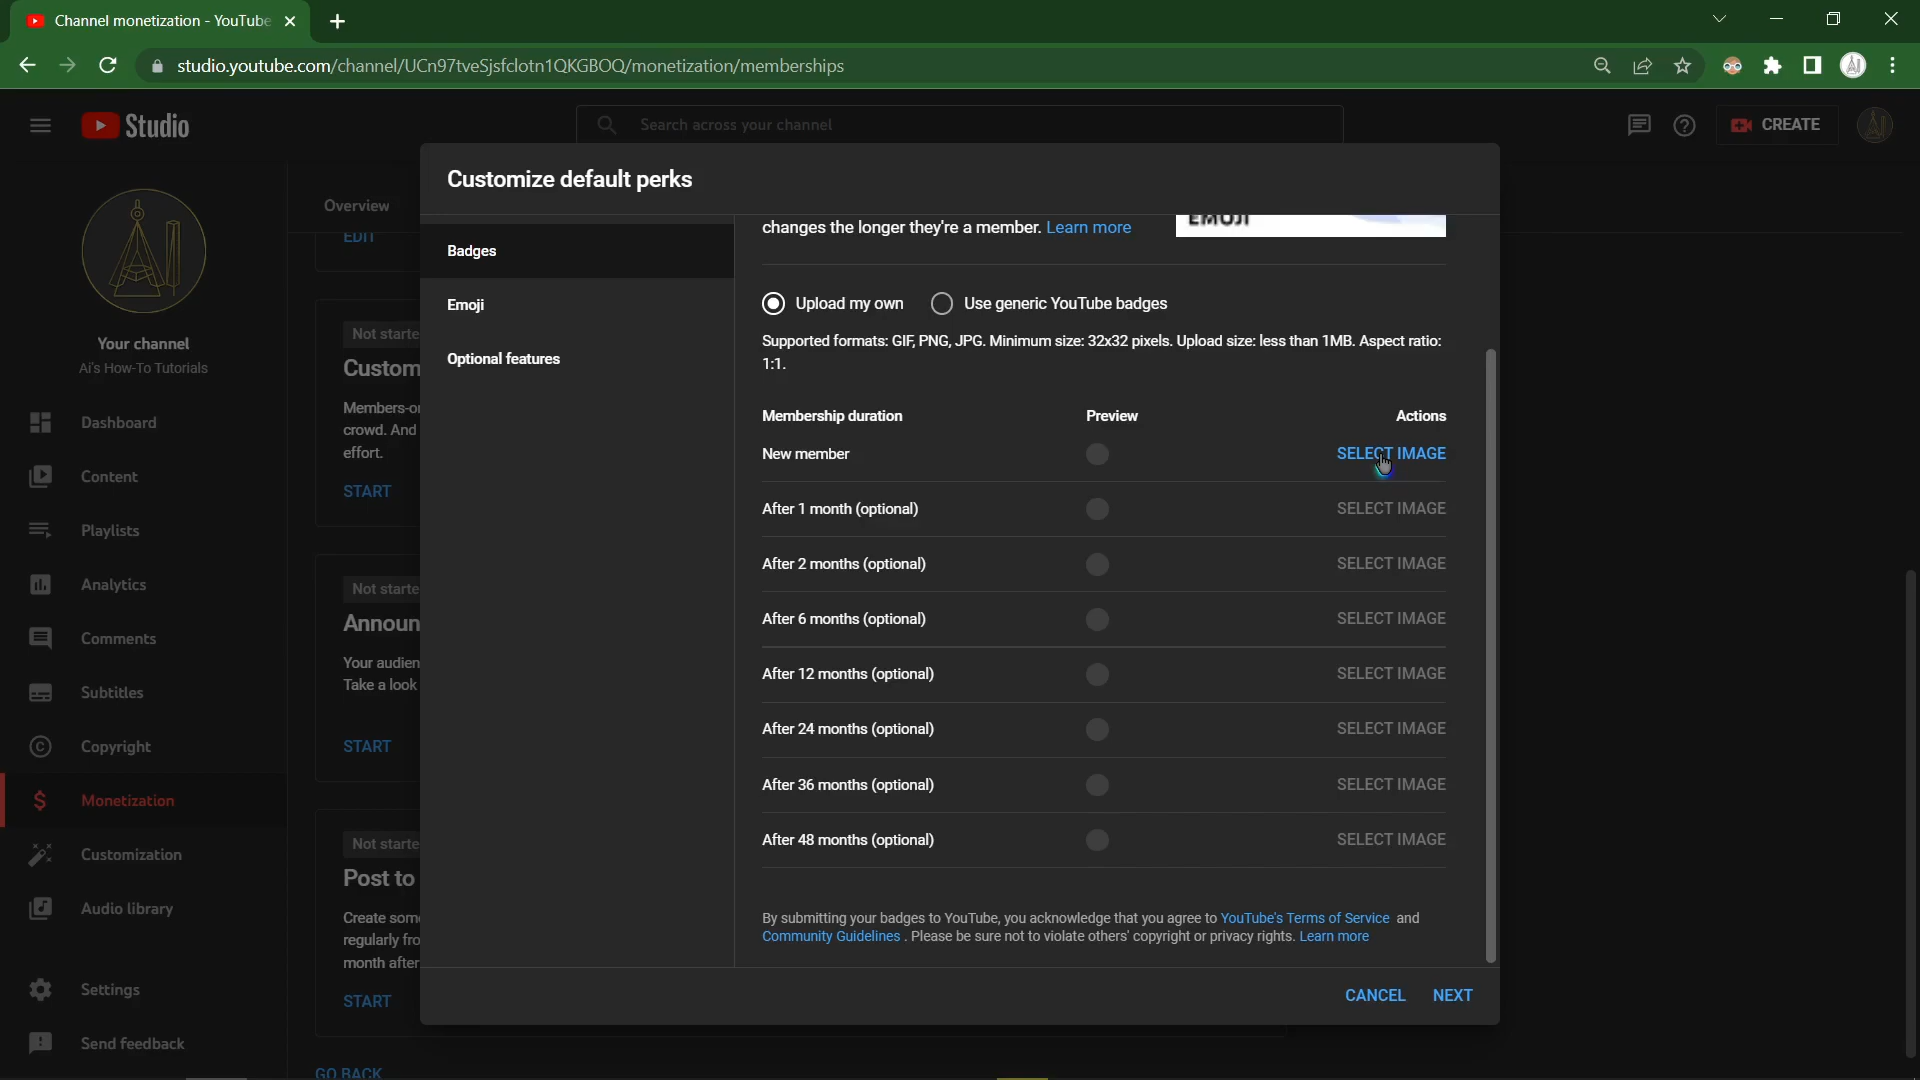 Channel monetization - YouTube
studio.youtube.com/channel/UCn97tveSjsfclotn1QKGBOQ/monetization/memberships
Studio
Search across your channel
CREATE
Your channel
Ai's How-To Tutorials
Dashboard
Content
Playlists
Analytics
Comments
Subtitles
Copyright
Monetization
Customization
Audio library
Settings
Send feedback
Overview
EDIT
Not starte
Custom
Members-o
crowd. And
effort.
START
Not starte
Announ
Your audien
Take a look
START
Not starte
Post to
Create som
regularly fro
month after
START
GO BACK
Customize default perks
Badges
Emoji
Optional features
changes the longer they're a member. Learn more
EMOJI
Upload my own
Use generic YouTube badges
Supported formats: GIF, PNG, JPG. Minimum size: 32x32 pixels. Upload size: less than 1MB. Aspect ratio:
1:1.
Membership duration Preview Actions
New member SELECT IMAGE
After 1 month (optional) SELECT IMAGE
After 2 months (optional) SELECT IMAGE
After 6 months (optional) SELECT IMAGE
After 12 months (optional) SELECT IMAGE
After 24 months (optional) SELECT IMAGE
After 36 months (optional) SELECT IMAGE
After 48 months (optional) SELECT IMAGE
By submitting your badges to YouTube, you acknowledge that you agree to YouTube's Terms of Service and
Community Guidelines . Please be sure not to violate others' copyright or privacy rights. Learn more
CANCEL NEXT